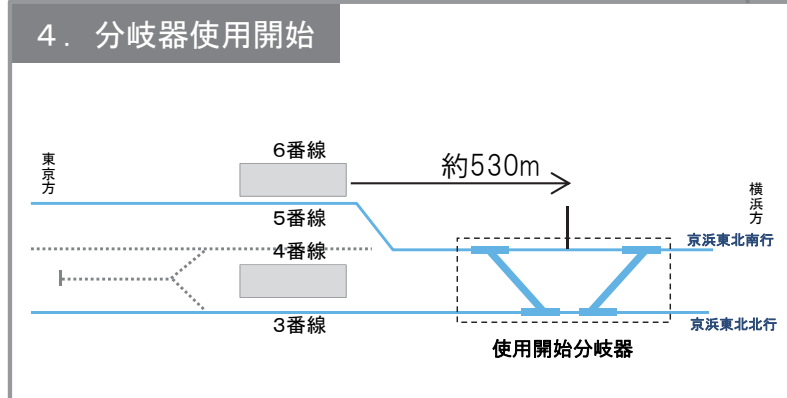 ４．分岐器使用開始
6番線
約530m
東京方
横浜方
5番線
京浜東北南行
4番線
3番線
京浜東北北行
使用開始分岐器